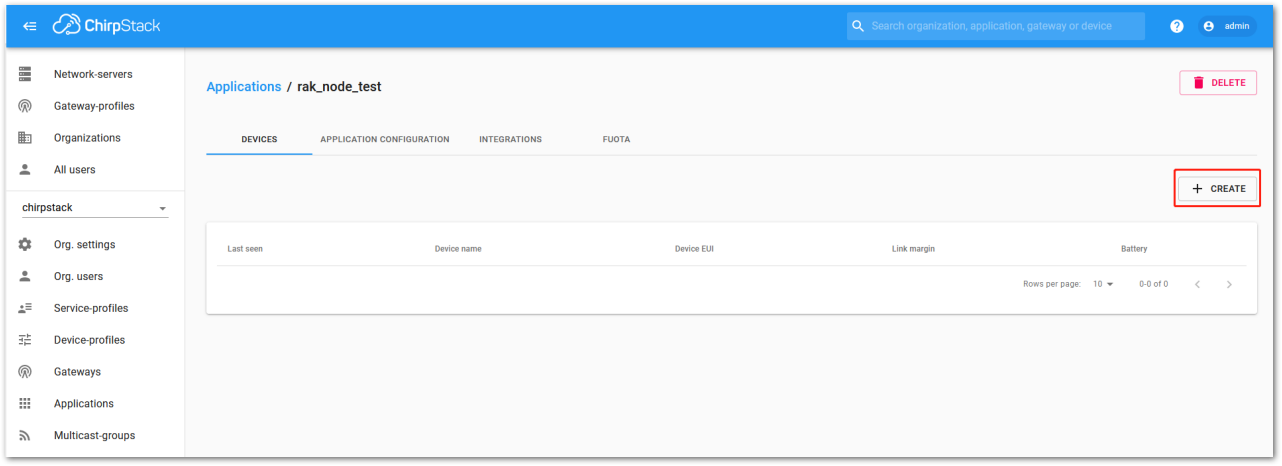 ChirpStack
Search organization, application, gateway or device
? admin
Network-servers
Gateway-profiles
Organizations
All users
chirpstack
Org. settings
Org. users
Service-profiles
Device-profiles
Gateways
Applications
Multicast-groups
Applications / rak_node_test
DELETE
DEVICES APPLICATION CONFIGURATION INTEGRATIONS FUOTA
+ CREATE
Last seen Device name Device EUI Link margin Battery
Rows per page: 10 0-0 of 0 < >